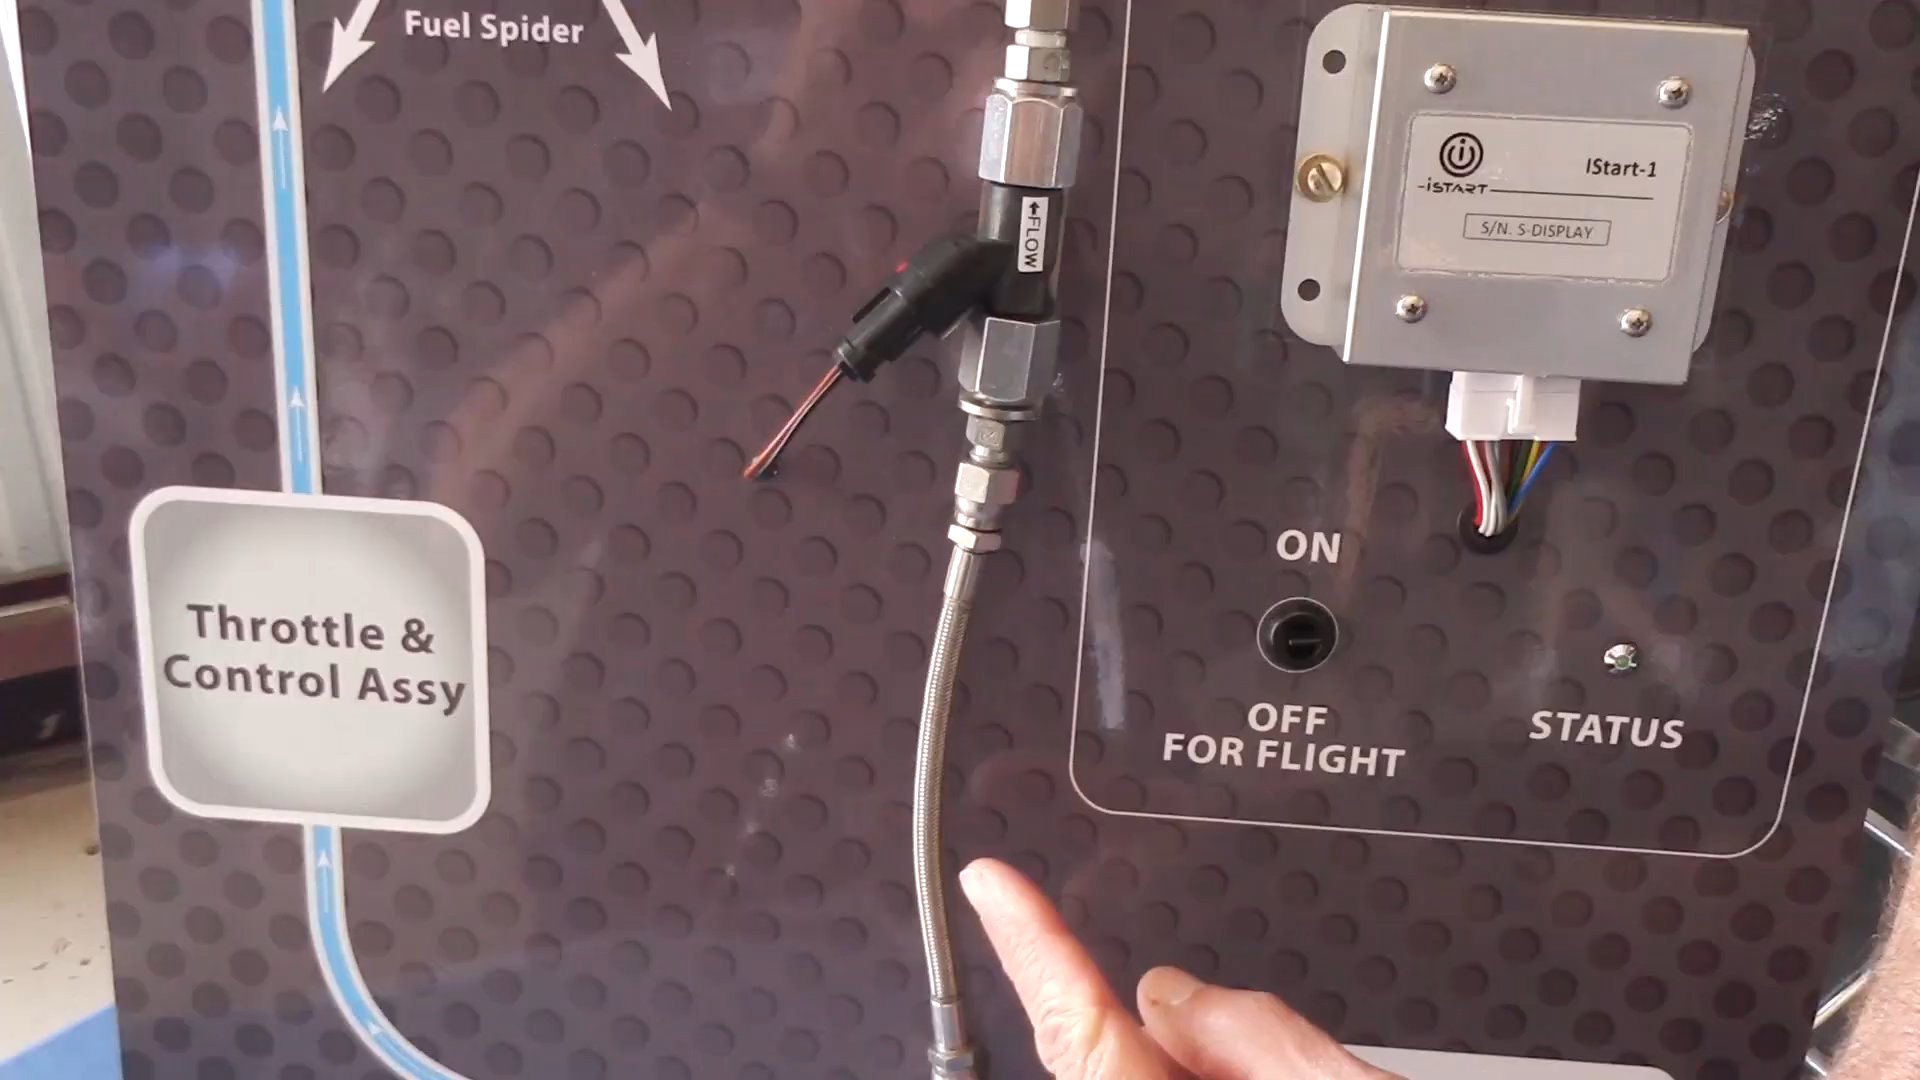 Fuel Spider
←FLOW
IStart-1
-iSTART
S/N. S-DISPLAY
Throttle &
Control Assy
ON
OFF
FOR FLIGHT
STATUS